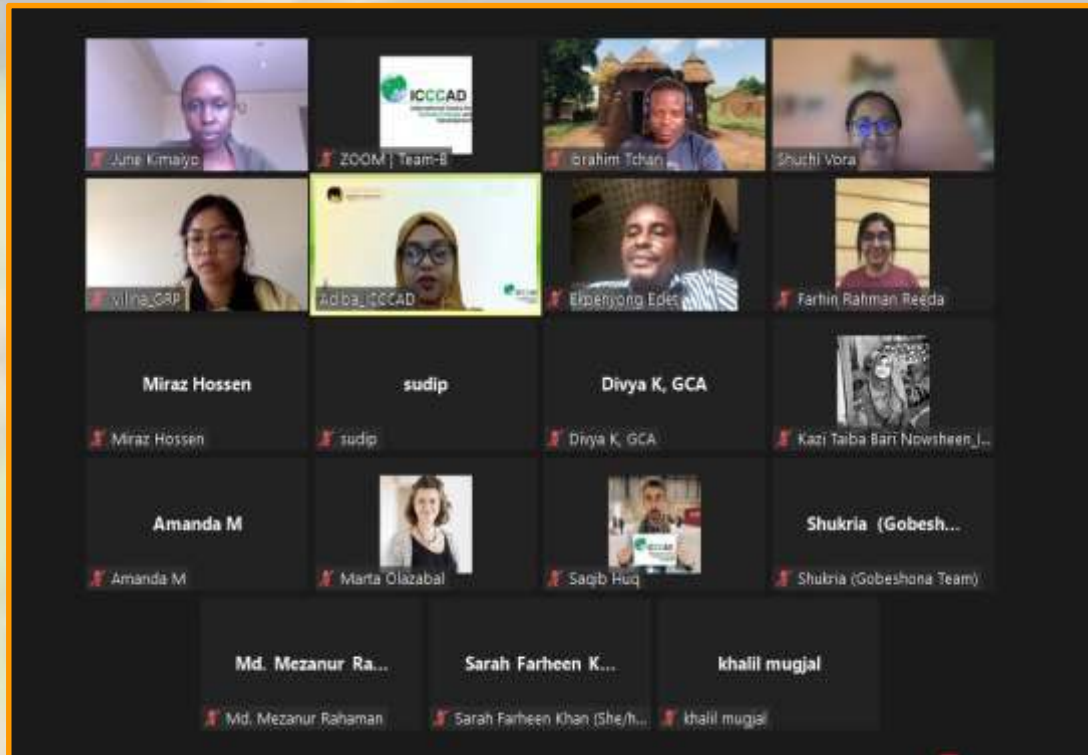 June Kimaiyo
ICCCAD
ZOOM | Team-B
Ibrahim Tchan
Shuchi Vora
Vilina_GRP
Adiba_ICCCAD
Ekpenyong Edet
Farhin Rahman Reeda
Miraz Hossen
Miraz Hossen
sudip
sudip
Divya K, GCA
Divya K, GCA
Kazi Taiba Bari Nowsheen_I...
Amanda M
Amanda M
Marta Olazabal
Saqib Huq
Shukria (Gobesh...
Shukria (Gobeshona Team)
Md. Mezanur Ra...
Md. Mezanur Rahaman
Sarah Farheen K...
Sarah Farheen Khan (She/h...
khalil mugjal
khalil mugjal